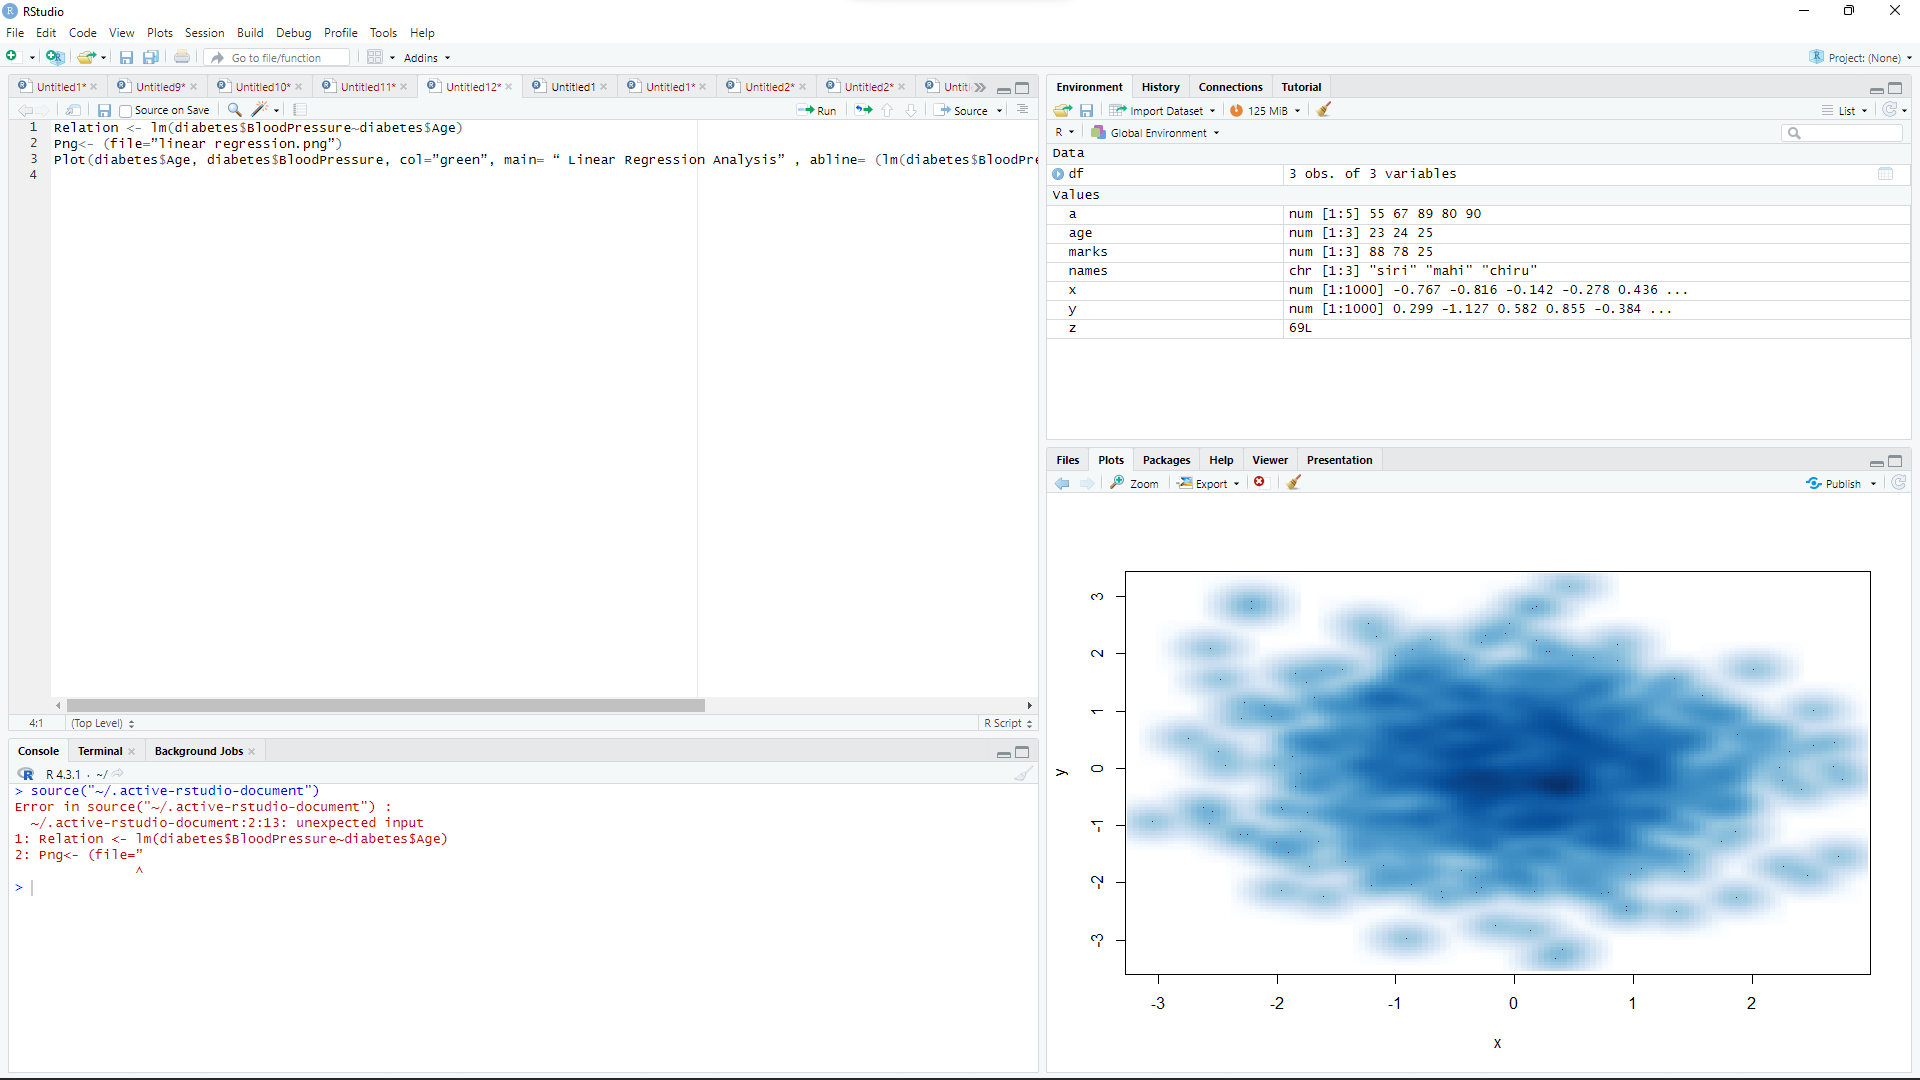 RStudio
File Edit Code View Plots Session Build Debug Profile Tools Help
Go to file/function Addins Project: (None)
Untitled1* Untitled9* Untitled10* Untitled11* Untitled12* Untitled1 Untitled1* Untitled2* Untitled2* Untit
Source on Save Run Source
1 Relation <- lm(diabetes$BloodPressure~diabetes$Age)
2 Png<- (file=”linear regression.png”)
3 Plot(diabetes$Age, diabetes$BloodPressure, col="green”, main= “ Linear Regression Analysis” , abline= (lm(diabetes$BloodPre
4
4:1 (Top Level) R Script
Console Terminal Background Jobs
R 4.3.1 · ~/
> source("~/.active-rstudio-document")
Error in source("~/.active-rstudio-document") :
~/.active-rstudio-document:2:13: unexpected input
1: Relation <- lm(diabetes$BloodPressure~diabetes$Age)
2: Png<- (file=”
^
>
Environment History Connections Tutorial
Import Dataset 125 MiB List
R Global Environment
Data
df 3 obs. of 3 variables
Values
a num [1:5] 55 67 89 80 90
age num [1:3] 23 24 25
marks num [1:3] 88 78 25
names chr [1:3] "siri" "mahi" "chiru"
x num [1:1000] -0.767 -0.816 -0.142 -0.278 0.436 ...
y num [1:1000] 0.299 -1.127 0.582 0.855 -0.384 ...
z 69L
Files Plots Packages Help Viewer Presentation
Zoom Export Publish
3
2
1
0
-1
-2
-3
y
-3 -2 -1 0 1 2
x